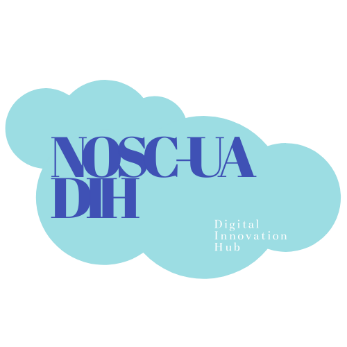 NOSC-UA
DIH
Digital
Innovation
Hub